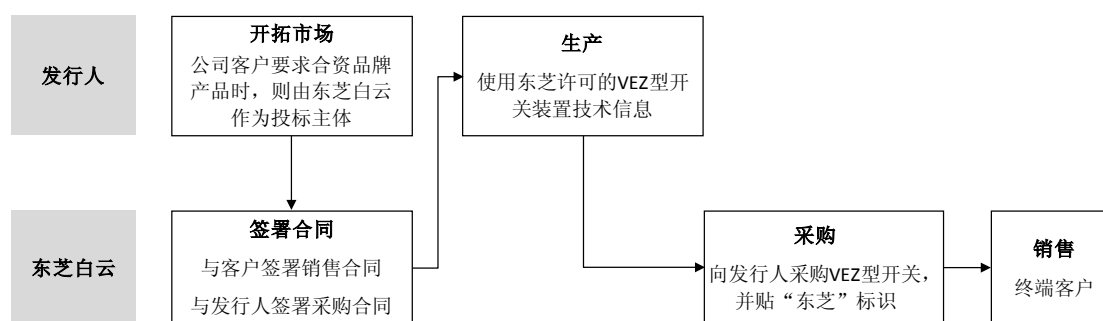 发行人
开拓市场
公司客户要求合资品牌
产品时，则由东芝白云
作为投标主体
生产
使用东芝许可的VEZ型开
关装置技术信息
东芝白云
签署合同
与客户签署销售合同
与发行人签署采购合同
采购
向发行人采购VEZ型开关，
并贴“东芝”标识
销售
终端客户